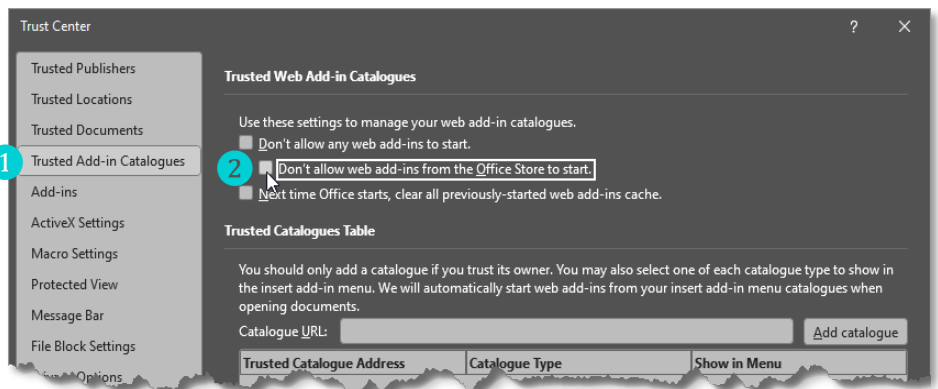 Trust Center
Trusted Publishers
Trusted Locations
Trusted Documents
1
Trusted Add-in Catalogues
Add-ins
ActiveX Settings
Macro Settings
Protected View
Message Bar
File Block Settings
Options
Trusted Web Add-in Catalogues
Use these settings to manage your web add-in catalogues.
Don't allow any web add-ins to start.
2
Don't allow web add-ins from the Office Store to start.
Next time Office starts, clear all previously-started web add-ins cache.
Trusted Catalogues Table
You should only add a catalogue if you trust its owner. You may also select one of each catalogue type to show in
the insert add-in menu. We will automatically start web add-ins from your insert add-in menu catalogues when
opening documents.
Catalogue URL:
Add catalogue
Trusted Catalogue Address Catalogue Type Show in Menu